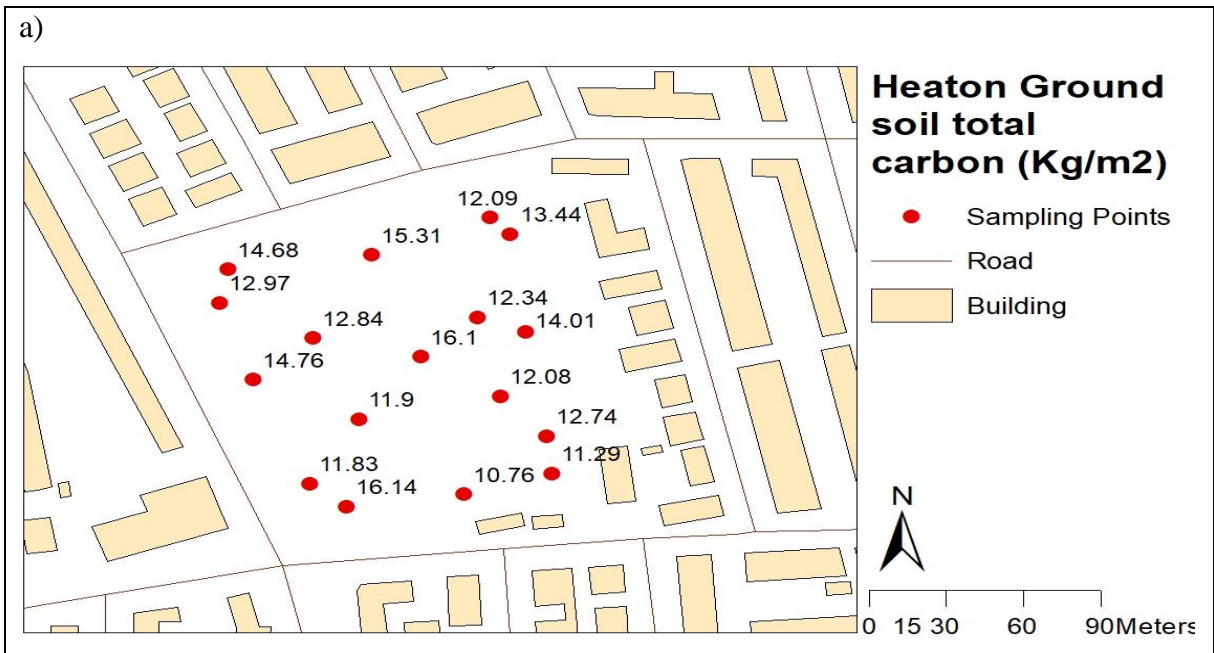 a)
Heaton Ground
soil total
carbon (Kg/m2)
Sampling Points
Road
Building
12.09
13.44
15.31
14.68
12.97
12.34
14.01
12.84
16.1
14.76
12.08
11.9
12.74
11.29
11.83
10.76
16.14
N
0 15 30 60 90Meters